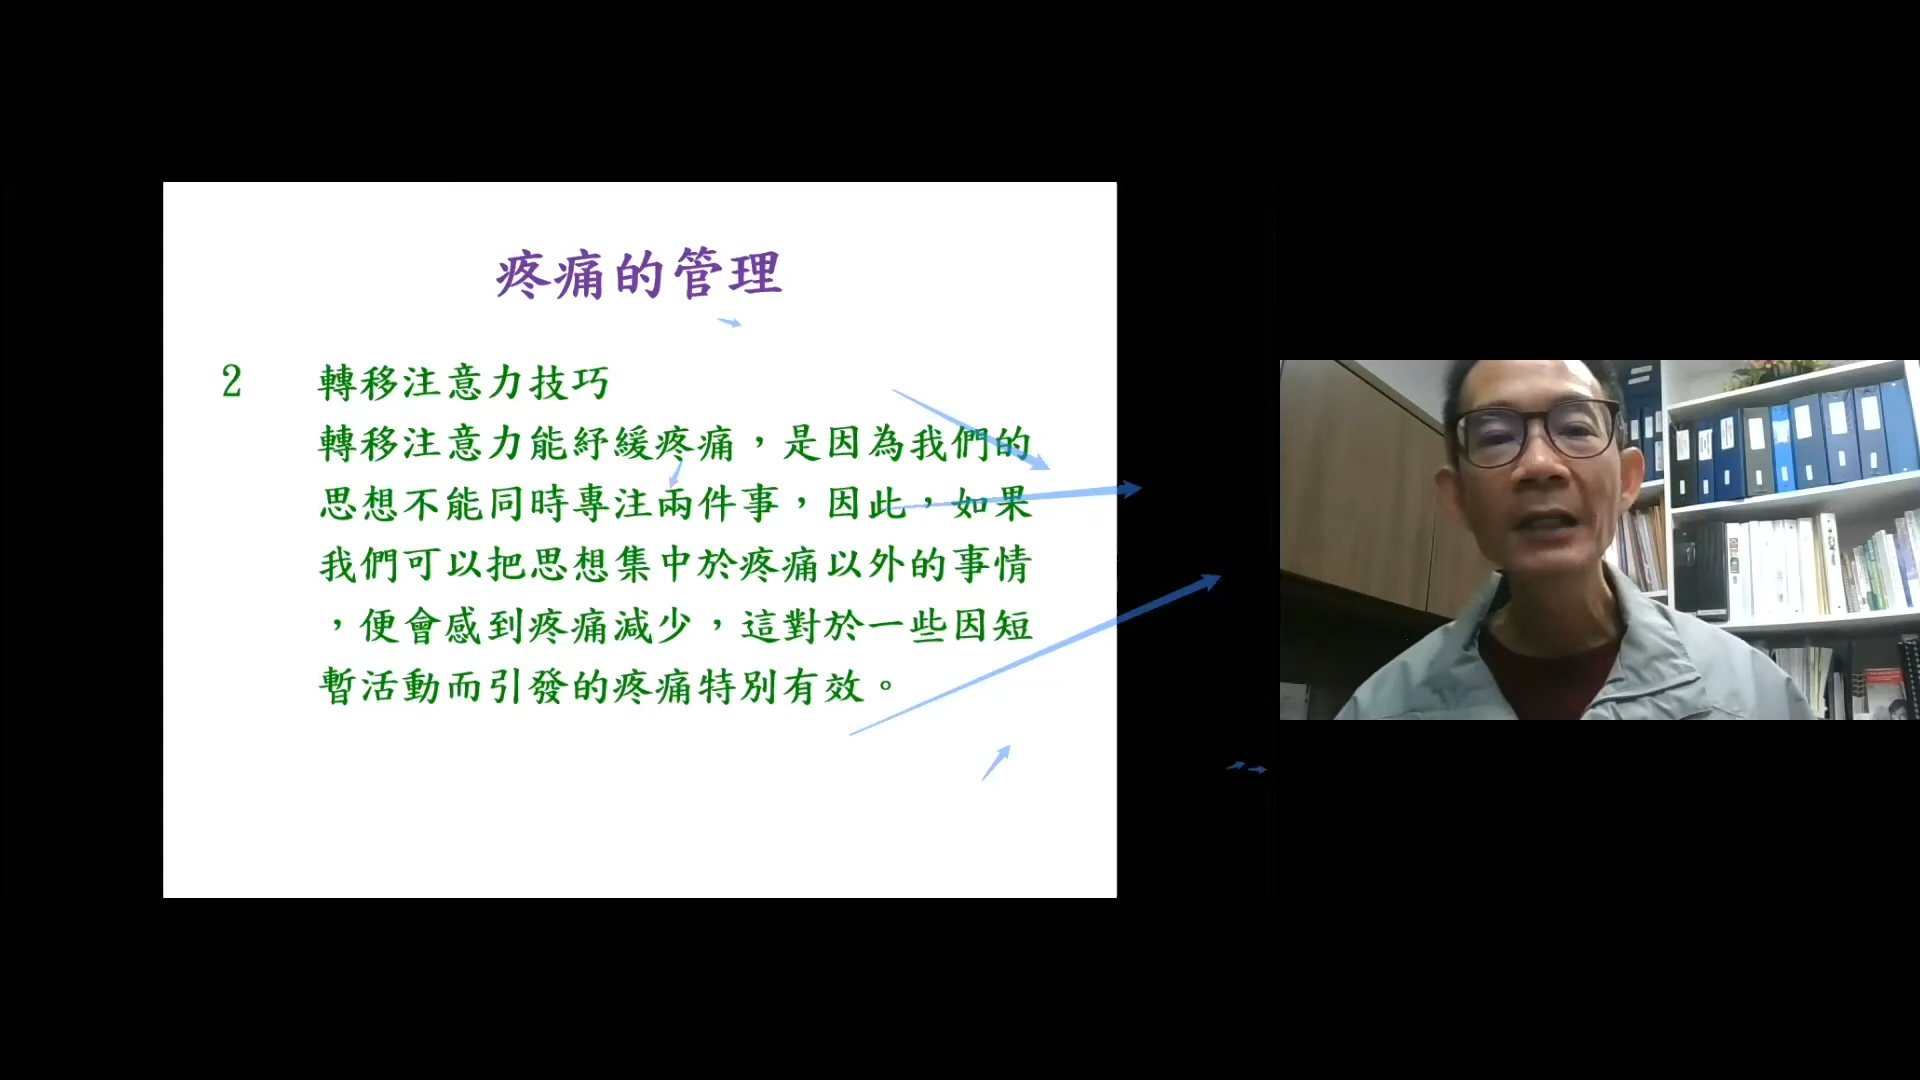 疼痛的管理
2 轉移注意力技巧
轉移注意力能紓緩疼痛，是因為我們的
思想不能同時專注兩件事，因此，如果
我們可以把思想集中於疼痛以外的事情
，便會感到疼痛減少，這對於一些因短
暫活動而引發的疼痛特別有效。